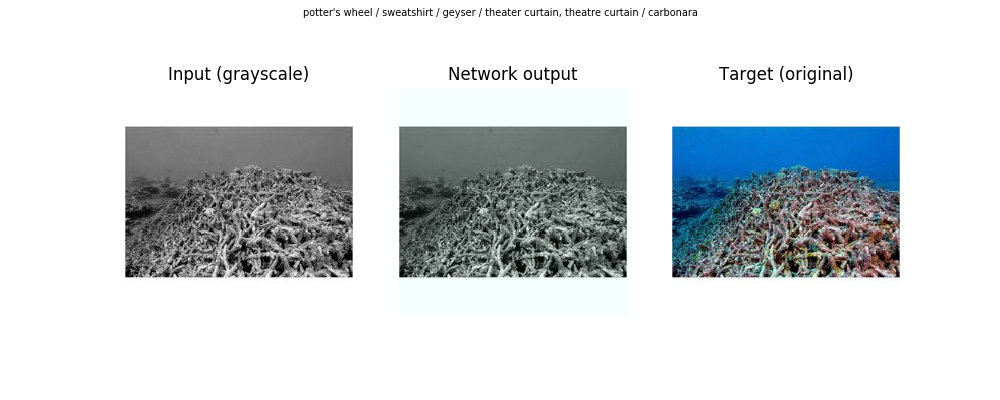 potter's wheel / sweatshirt / geyser / theater curtain, theatre curtain / carbonara
Input (grayscale)
Network output
Target (original)